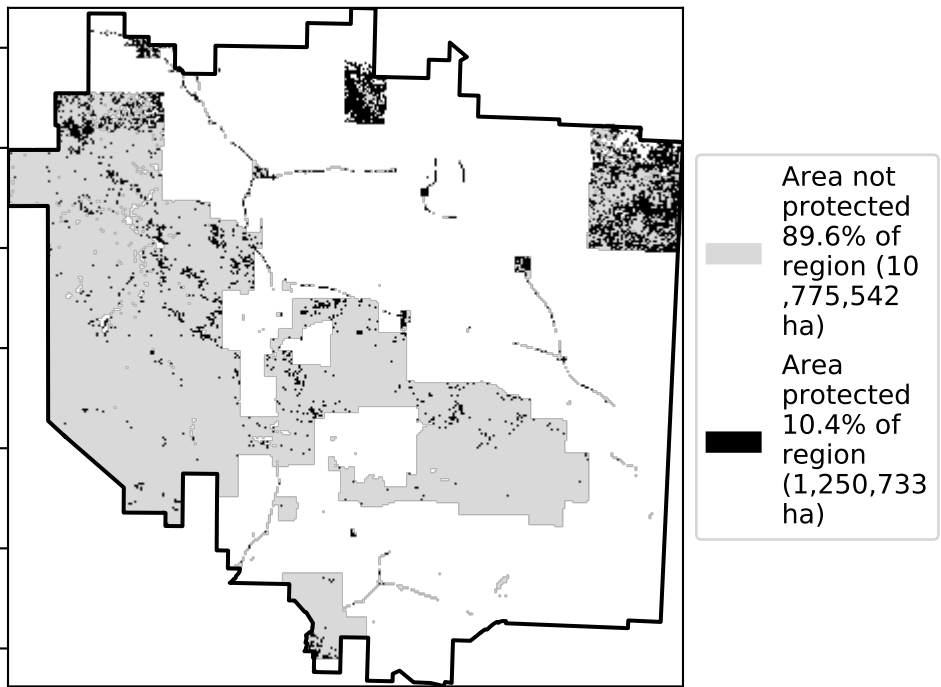 Area not
protected
89.6% of
region (10
,775,542
ha)
Area
protected
10.4% of
region
(1,250,733
ha)